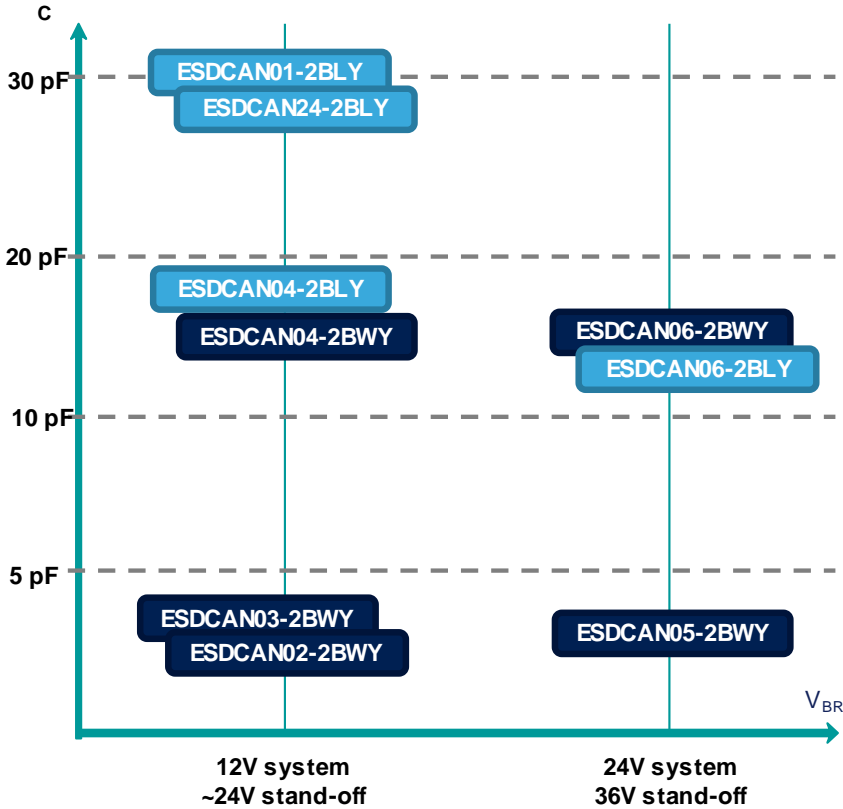 C
30 pF
ESDCAN01-2BLY
ESDCAN24-2BLY
20 pF
ESDCAN04-2BLY
ESDCAN04-2BWY
ESDCAN06-2BWY
ESDCAN06-2BLY
10 pF
5 pF
ESDCAN03-2BWY
ESDCAN02-2BWY
ESDCAN05-2BWY
VBR
12V system
~24V stand-off
24V system
36V stand-off